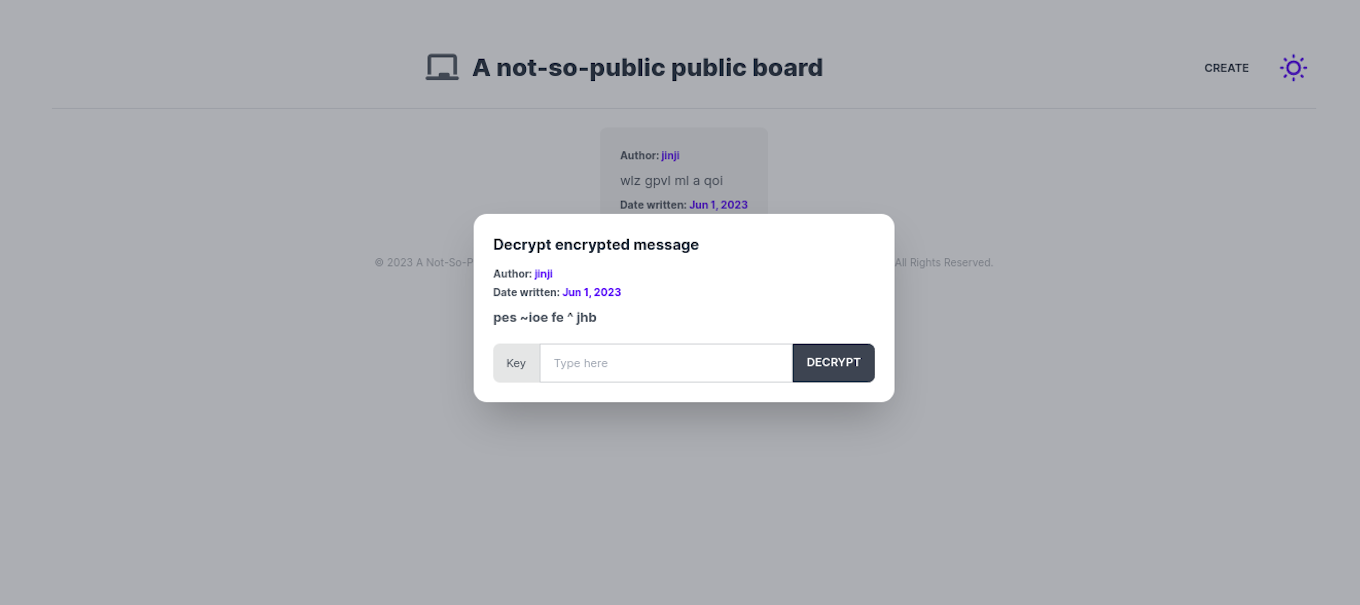 A not-so-public public board
CREATE
Author: jinji
wlz gpvl ml a qoi
Date written: Jun 1, 2023
Decrypt encrypted message
Author: jinji
Date written: Jun 1, 2023
pes ~ioe fe ^ jhb
Key
Type here
DECRYPT
© 2023 A Not-So-P
All Rights Reserved.